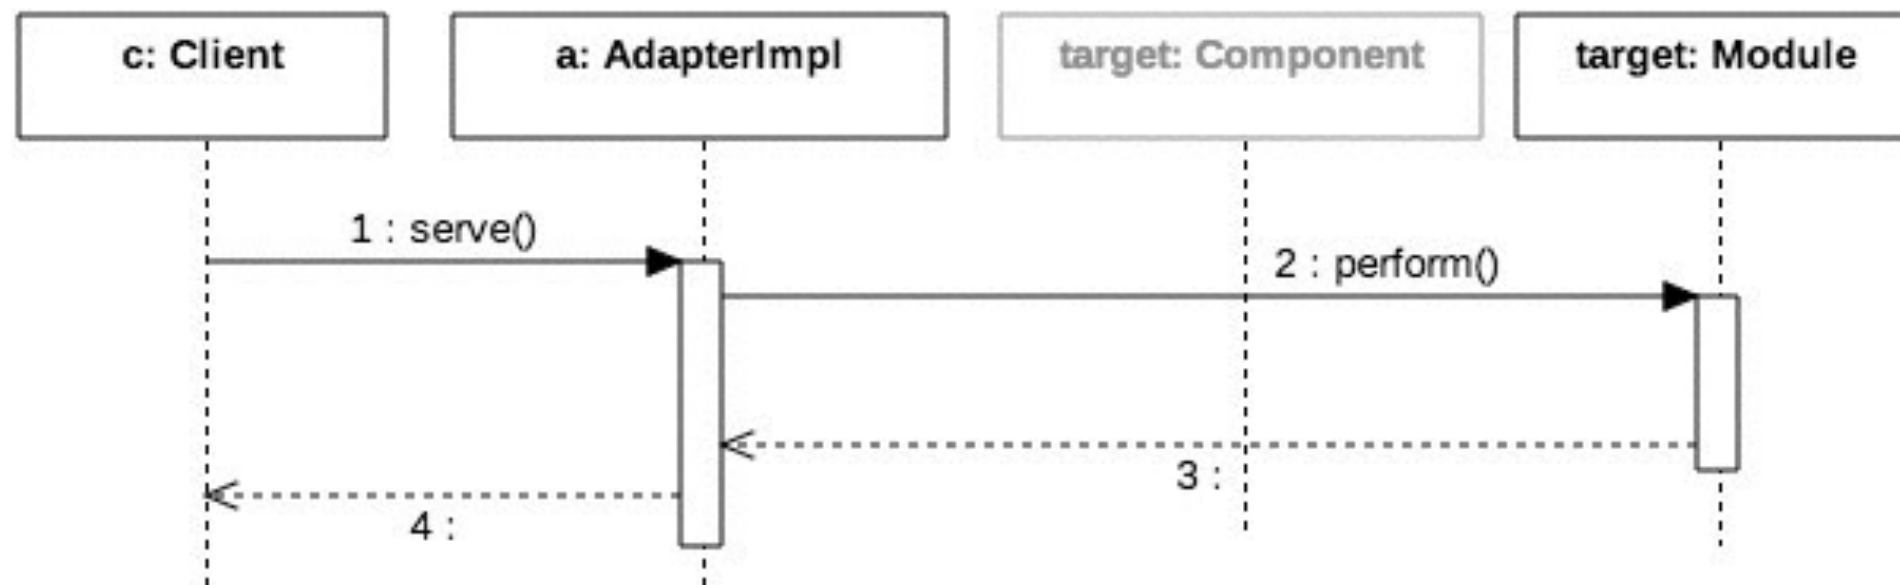 c: Client
a: AdapterImpl
target: Component
target: Module
1 : serve()
2 : perform()
3 :
4 :